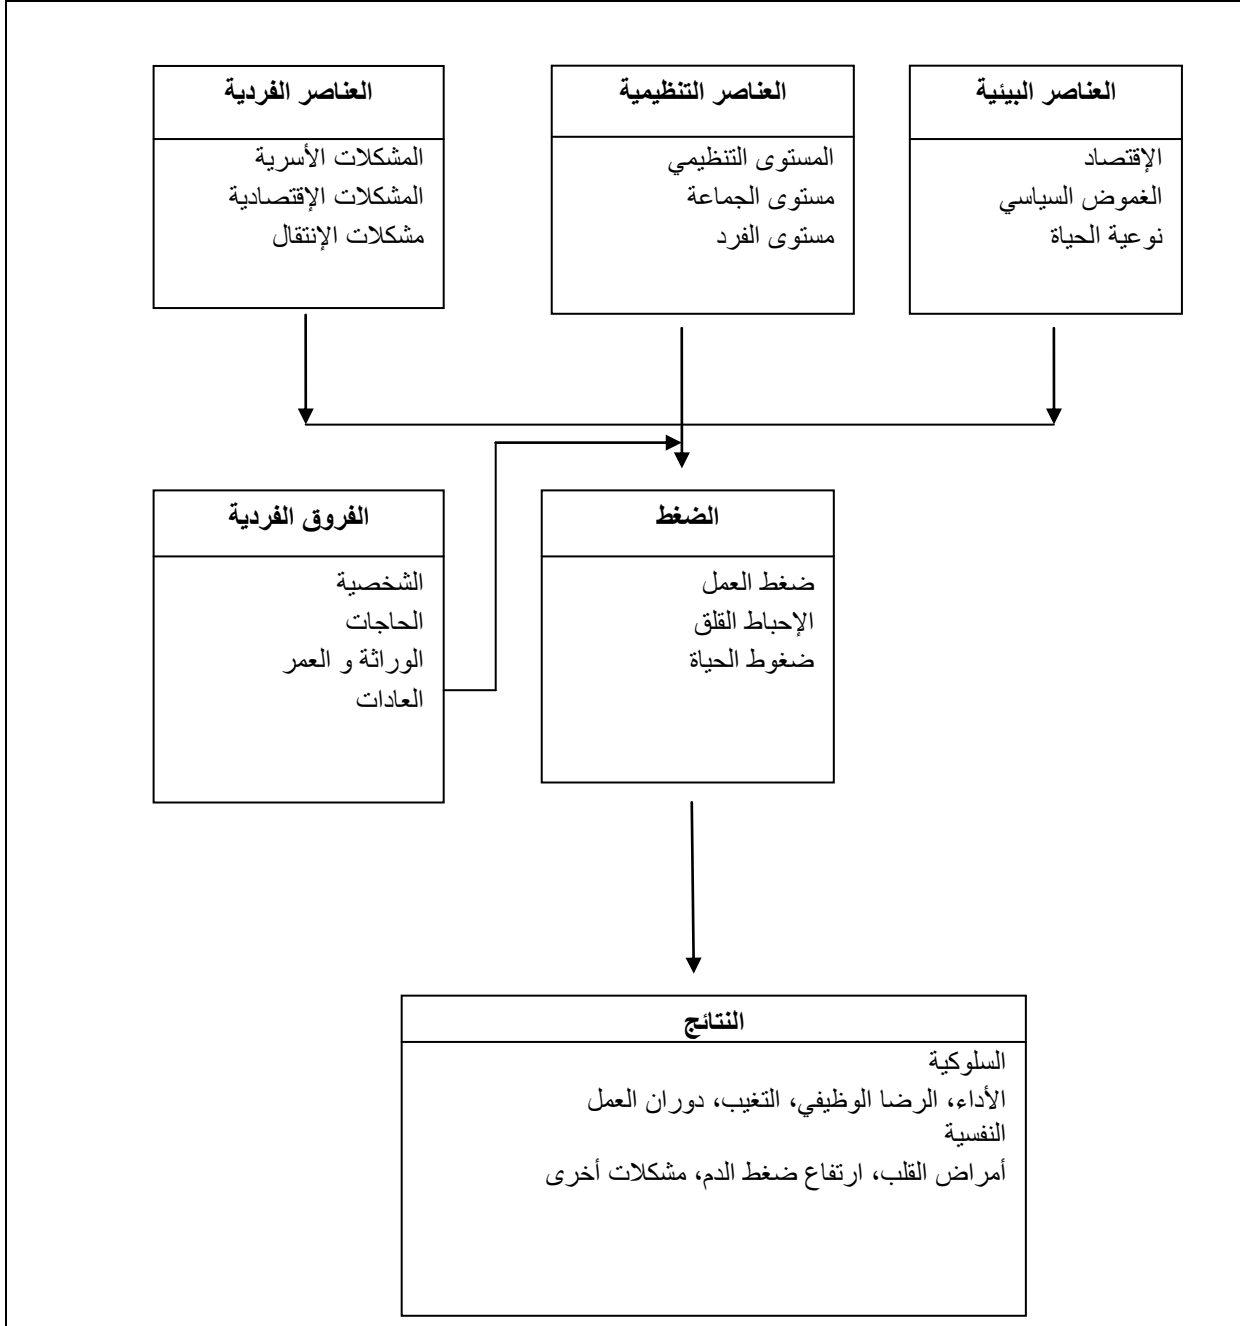 العناصر البيئية
الإقتصاد
الغموض السياسي
نوعية الحياة
العناصر التنظيمية
المستوى التنظيمي
مستوى الجماعة
مستوى الفرد
العناصر الفردية
المشكلات الأسرية
المشكلات الإقتصادية
مشكلات الإنتقال
الضغط
ضغط العمل
الإحباط القلق
ضغوط الحياة
الفروق الفردية
الشخصية
الحاجات
الوراثة و العمر
العادات
النتائج
السلوكية
الأداء، الرضا الوظيفي، التغيب، دوران العمل
النفسية
أمراض القلب، ارتفاع ضغط الدم، مشكلات أخرى